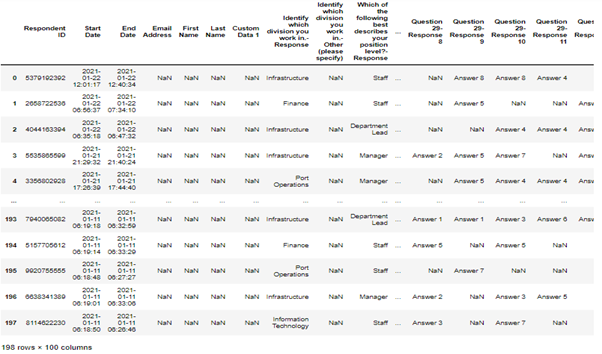 Respondent
ID
Start
Date
End
Date
Email
Address
First
Name
Last
Name
Custom
Data 1
Identify
which
division you
work in.-
Response
Identify
which
division
you
work
in.-
Other
(please
specify)
Which of
the
following
best
describes
your
position
level?-
Response
...
Question
29-
Response
8
Question
29-
Response
9
Question
29-
Response
10
Question
29-
Response
11
0 5379192392 2021-01-22 12:01:17 2021-01-22 12:40:34 NaN NaN NaN NaN Infrastructure NaN Staff ... NaN Answer 8 Answer 8 Answer 4
1 2658722536 2021-01-22 06:56:37 2021-01-22 07:34:10 NaN NaN NaN NaN Finance NaN Staff ... NaN Answer 5 NaN NaN
2 4044163394 2021-01-22 06:35:18 2021-01-22 06:47:32 NaN NaN NaN NaN Infrastructure NaN Department Lead ... NaN NaN Answer 4 Answer 4
3 5535865599 2021-01-21 21:29:32 2021-01-21 21:40:24 NaN NaN NaN NaN Infrastructure NaN Manager ... Answer 2 Answer 5 Answer 7 NaN
4 3356802928 2021-01-21 17:26:39 2021-01-21 17:44:40 NaN NaN NaN NaN Port Operations NaN Manager ... NaN Answer 5 Answer 4 Answer 4
... ... ... ... ... ... ... ... ... ... ... ... ... ... ... ...
193 7940065082 2021-01-11 06:19:18 2021-01-11 06:32:59 NaN NaN NaN NaN Infrastructure NaN Department Lead ... Answer 1 Answer 1 Answer 3 Answer 6
194 5157705612 2021-01-11 06:19:14 2021-01-11 06:33:29 NaN NaN NaN NaN Finance NaN Staff ... Answer 5 NaN Answer 5 NaN
195 9920755555 2021-01-11 06:18:48 2021-01-11 06:27:27 NaN NaN NaN NaN Port Operations NaN Staff ... NaN Answer 7 NaN NaN
196 6638341389 2021-01-11 06:19:01 2021-01-11 06:33:06 NaN NaN NaN NaN Infrastructure NaN Manager ... Answer 2 NaN Answer 3 Answer 5
197 8114622230 2021-01-11 06:18:50 2021-01-11 06:26:46 NaN NaN NaN NaN Information Technology NaN Staff ... Answer 3 NaN Answer 7 NaN
198 rows × 100 columns